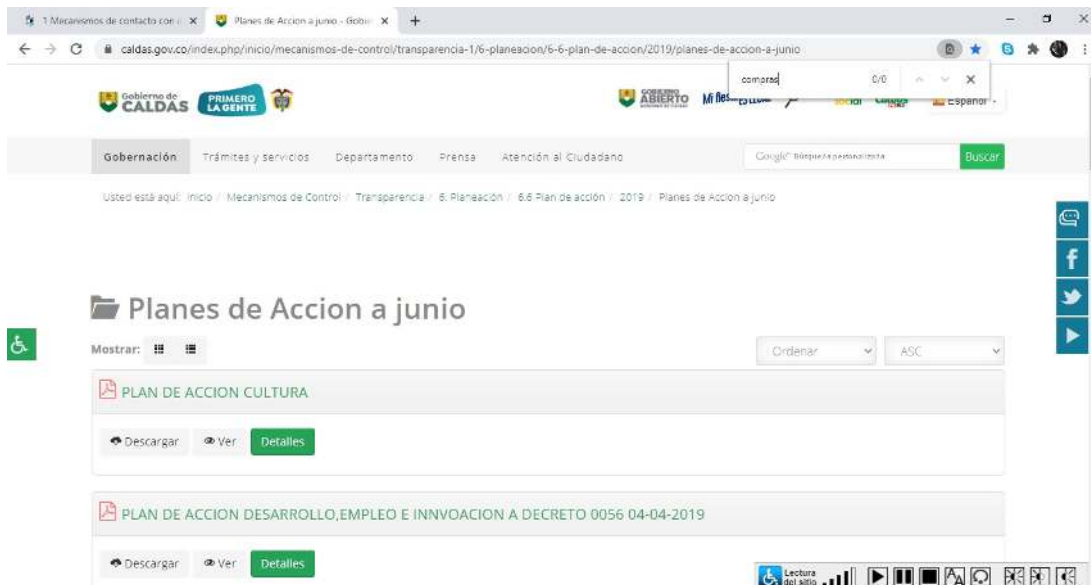 1 Mecanismos de contacto con
Planes de Accion a junio - Gobie
caldas.gov.co/index.php/inicio/mecanismos-de-control/transparencia-1/6-planeacion/6-6-plan-de-accion/2019/planes-de-accion-a-junio
compras 0/0
Gobierno de CALDAS PRIMERO LA GENTE
GOBIERNO ABIERTO Español
Gobernación Trámites y servicios Departamento Prensa Atención al Ciudadano
Google Búsqueda personalizada Buscar
Usted está aquí: Inicio / Mecanismos de Control / Transparencia / 6. Planeación / 6.6 Plan de acción / 2019 / Planes de Accion a junio
Planes de Accion a junio
Mostrar: Ordenar ASC
PLAN DE ACCION CULTURA
Descargar Ver Detalles
PLAN DE ACCION DESARROLLO,EMPLEO E INNVOACION A DECRETO 0056 04-04-2019
Descargar Ver Detalles
Lectura del sitio